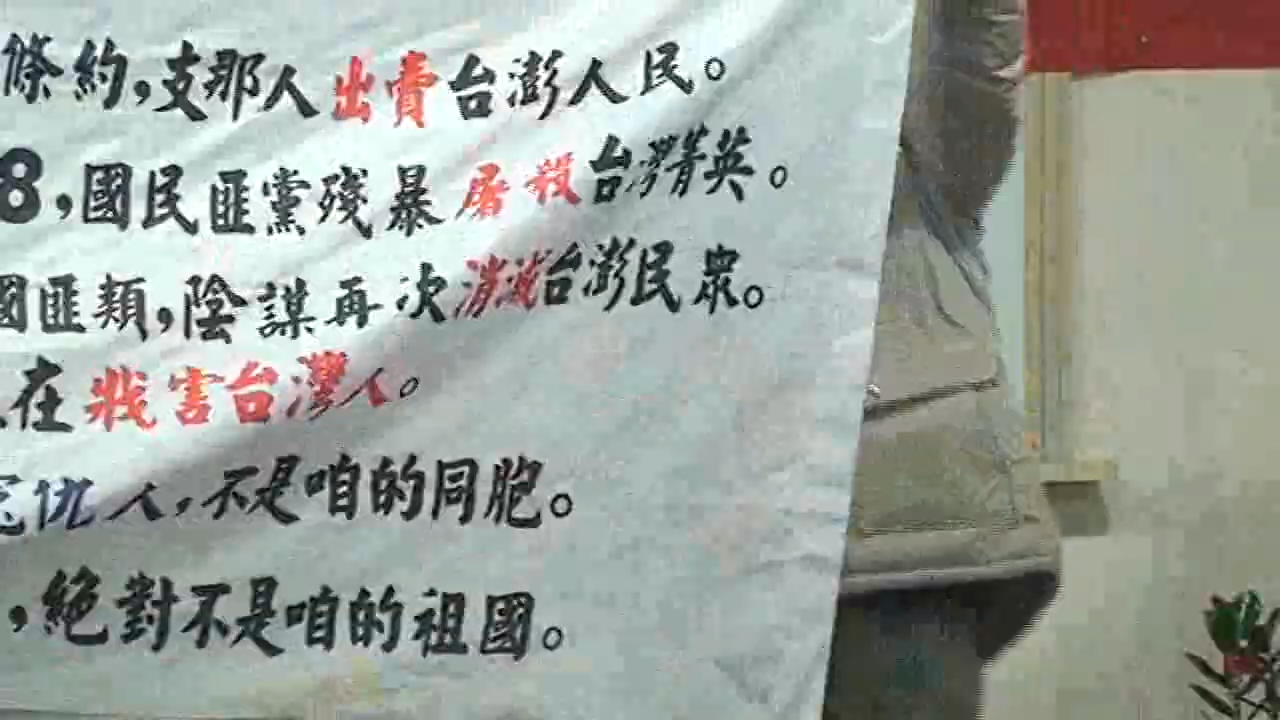 條約,支那人出賣台澎人民。
8,國民匪黨殘暴屠殺台灣菁英。
國匪類,陰謀再次消滅台澎民眾。
在戕害台灣人。
仇人,不是咱的同胞。
,絕對不是咱的祖國。